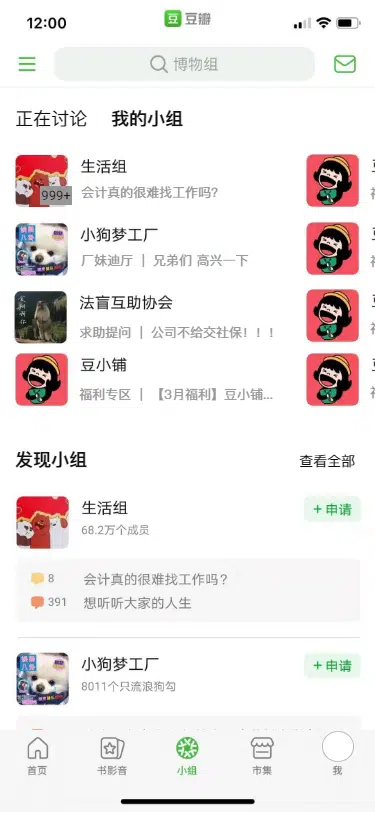 12:00
豆 豆瓣
博物组
正在讨论 我的小组
生活组
999+
会计真的很难找工作吗?
小狗梦工厂
厂妹迪厅 | 兄弟们 高兴一下
法盲互助协会
求助提问 | 公司不给交社保！！！
豆小铺
福利专区 | 【3月福利】豆小铺...
发现小组 查看全部
生活组
68.2万个成员
+ 申请
8 会计真的很难找工作吗?
391 想听听大家的人生
小狗梦工厂
8011个只流浪狗勾
+ 申请
首页 书影音 小组 市集 我